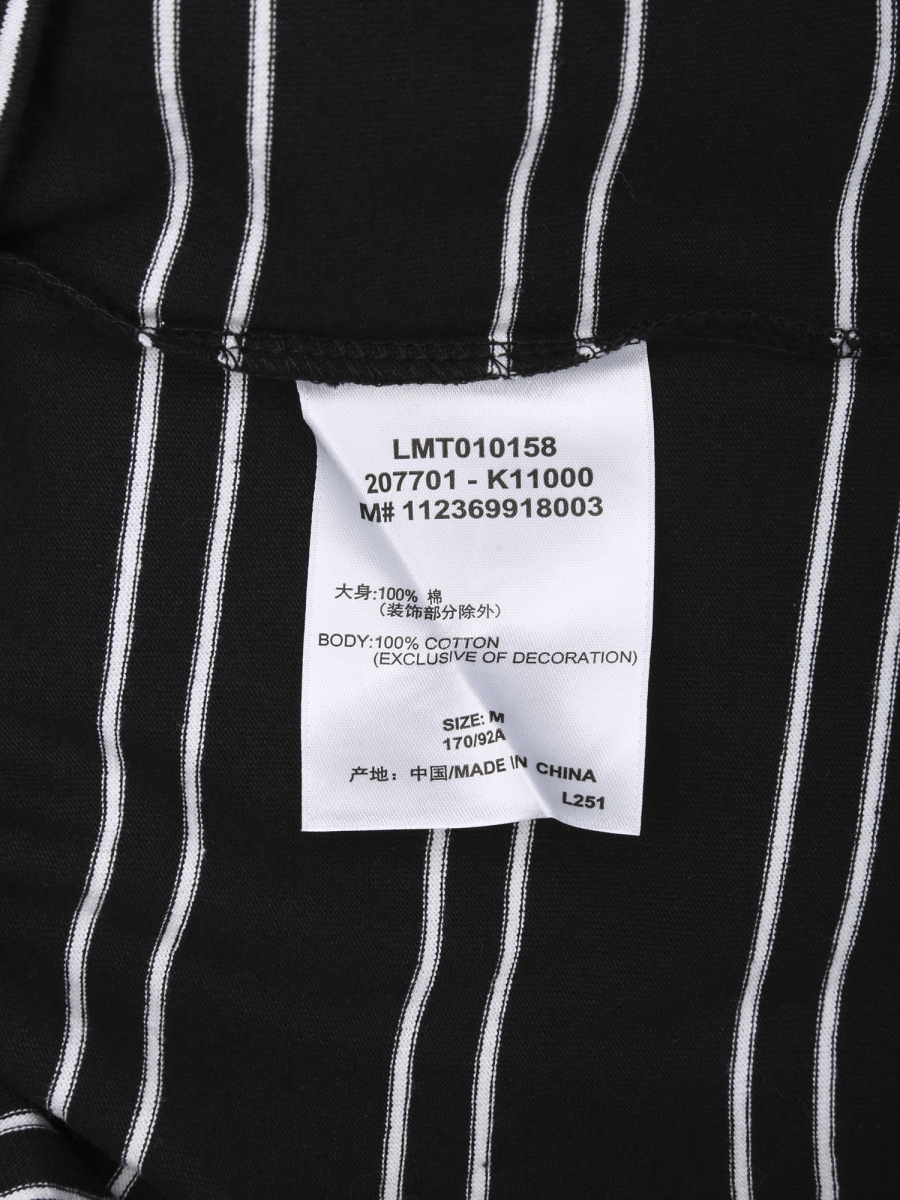 LMT010158
207701 - K11000
M# 112369918003
大身:100% 棉
（装饰部分除外）
BODY:100% COTTON
(EXCLUSIVE OF DECORATION)
SIZE: M
170/92A
产地：中国/MADE IN CHINA
L251